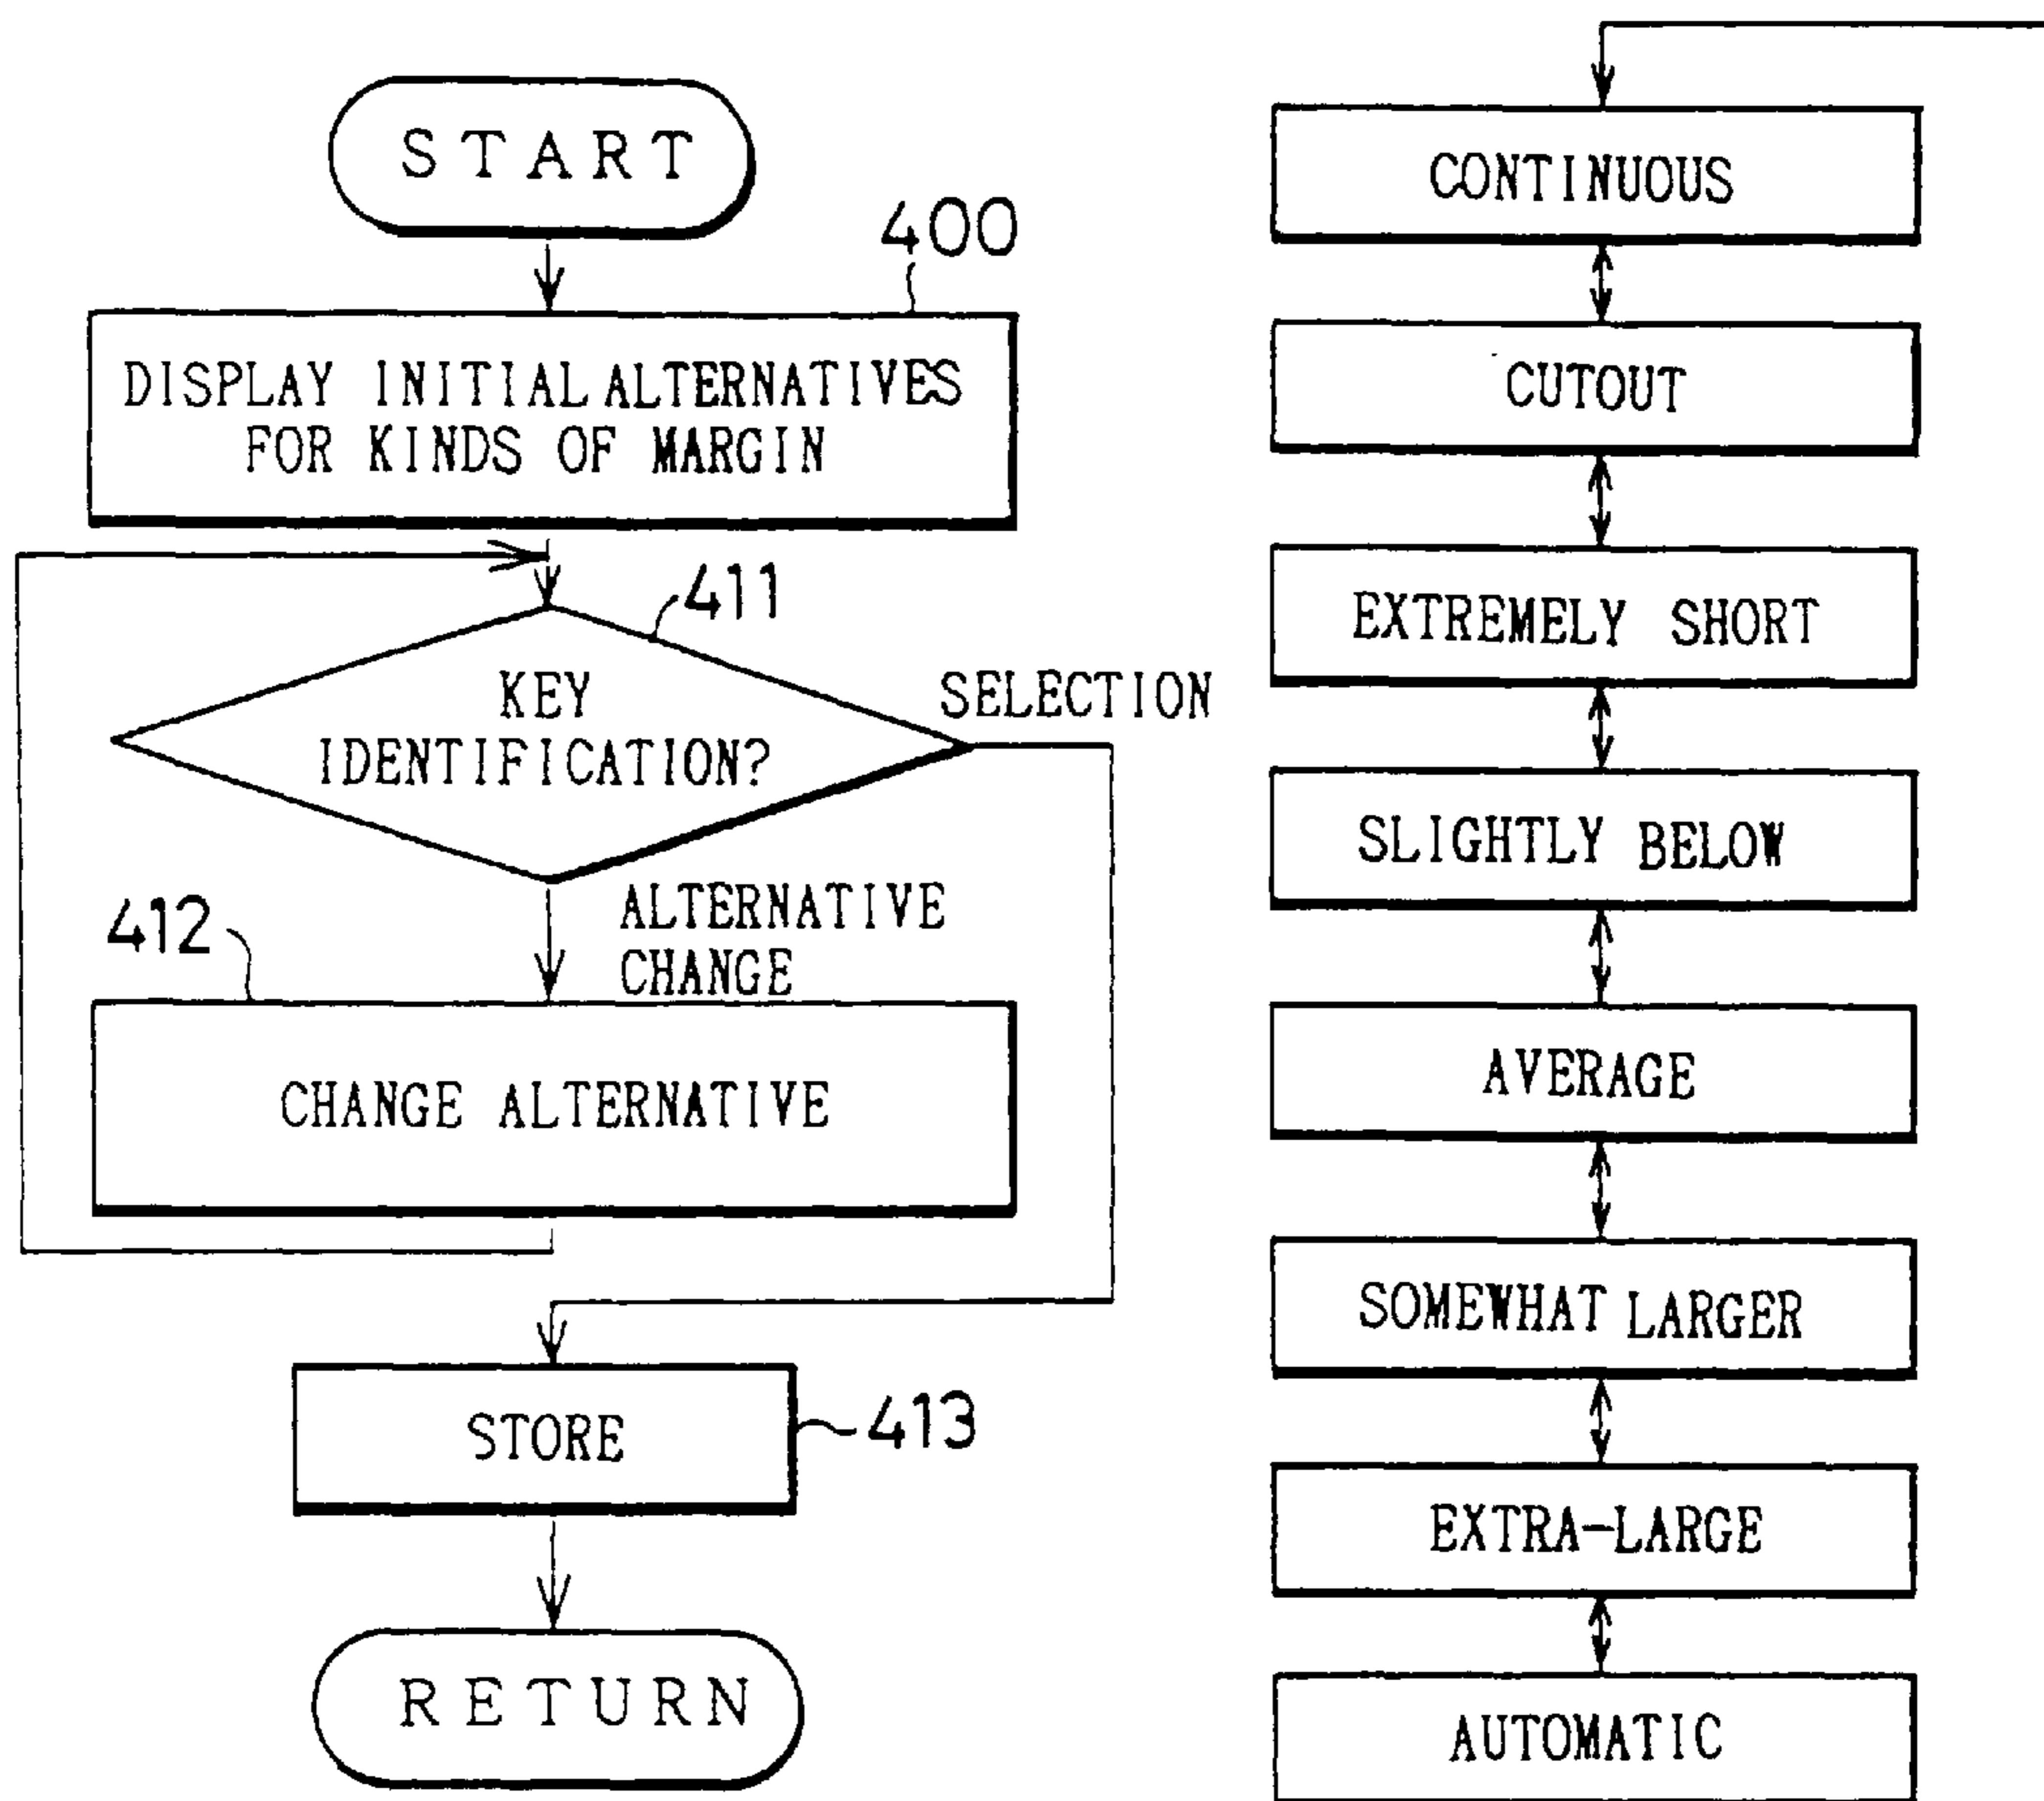 START
400
DISPLAY INITIAL ALTERNATIVES
FOR KINDS OF MARGIN
411
KEY
IDENTIFICATION?
SELECTION
ALTERNATIVE
CHANGE
412
CHANGE ALTERNATIVE
STORE
413
RETURN
CONTINUOUS
CUTOUT
EXTREMELY SHORT
SLIGHTLY BELOW
AVERAGE
SOMEWHAT LARGER
EXTRA-LARGE
AUTOMATIC